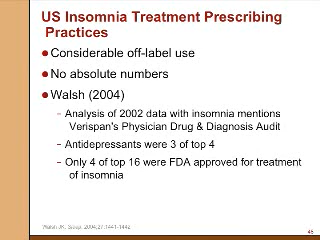 US Insomnia Treatment Prescribing
Practices
● Considerable off-label use
● No absolute numbers
● Walsh (2004)
– Analysis of 2002 data with insomnia mentions
Verispan's Physician Drug & Diagnosis Audit
– Antidepressants were 3 of top 4
– Only 4 of top 16 were FDA approved for treatment
of insomnia
Walsh JK. Sleep. 2004;27:1441-1442